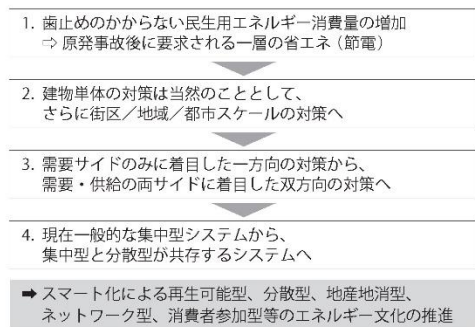 1. 歯止めのかからない民生用エネルギー消費量の増加
⇨ 原発事故後に要求される一層の省エネ(節電)
2. 建物単体の対策は当然のこととして、
さらに街区/地域/都市スケールの対策へ
3. 需要サイドのみに着目した一方向の対策から、
需要・供給の両サイドに着目した双方向の対策へ
4. 現在一般的な集中型システムから、
集中型と分散型が共存するシステムへ
➡ スマート化による再生可能型、分散型、地産地消型、
ネットワーク型、消費者参加型等のエネルギー文化の推進